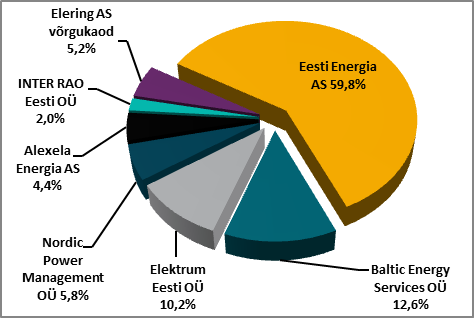 Elering AS
võrgukaod
5,2%
Eesti Energia
AS 59,8%
INTER RAO
Eesti OÜ
2,0%
Alexela
Energia AS
4,4%
Nordic
Power
Management
OÜ 5,8%
Elektrum
Eesti OÜ
10,2%
Baltic Energy
Services OÜ
12,6%